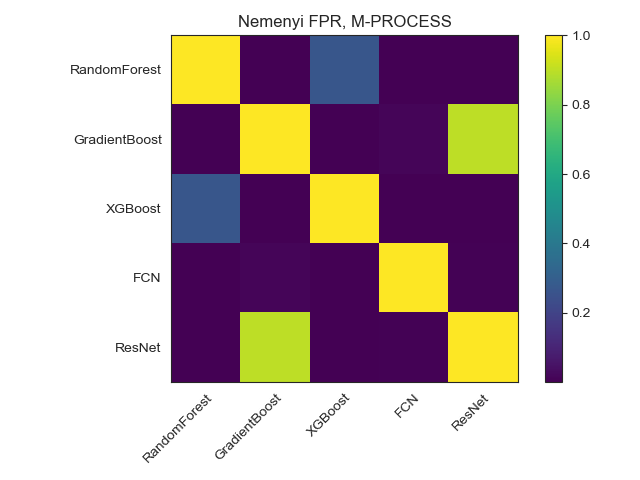 Nemenyi FPR, M-PROCESS
RandomForest
GradientBoost
XGBoost
FCN
ResNet
RandomForest
GradientBoost
XGBoost
FCN
ResNet
1.0
0.8
0.6
0.4
0.2